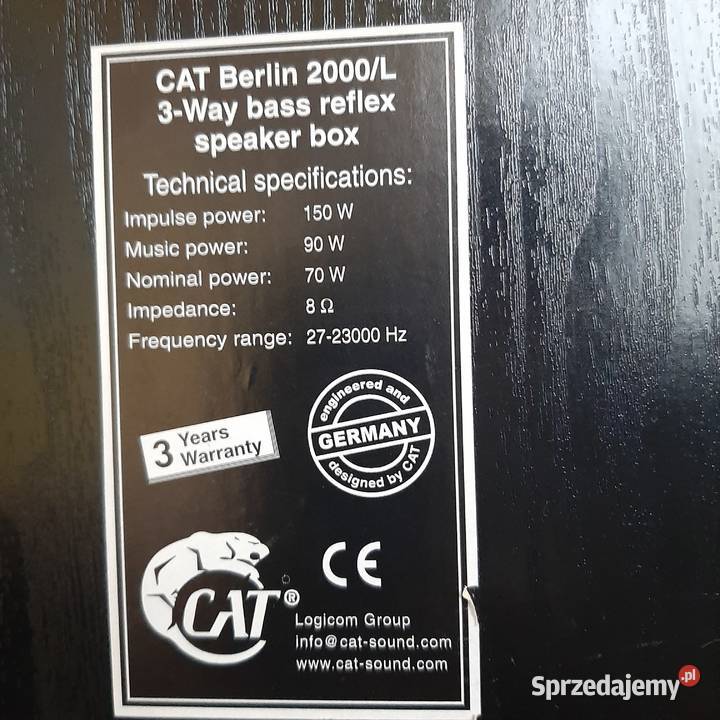 CAT Berlin 2000/L
3-Way bass reflex
speaker box
Technical specifications:
Impulse power: 150 W
Music power: 90 W
Nominal power: 70 W
Impedance: 8 Ω
Frequency range: 27-23000 Hz
3 Years
Warranty
engineered and
GERMANY
designed by CAT
CE
CAT®
Logicom Group
info@cat-sound.com
www.cat-sound.com
Sprzedajemy.pl